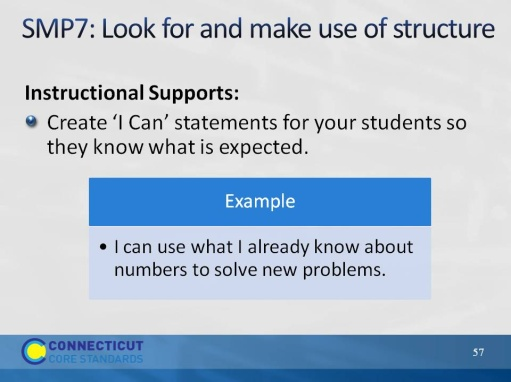 SMP7: Look for and make use of structure
Instructional Supports:
Create ‘I Can’ statements for your students so
they know what is expected.
Example
• I can use what I already know about
numbers to solve new problems.
CONNECTICUT
CORE STANDARDS
57